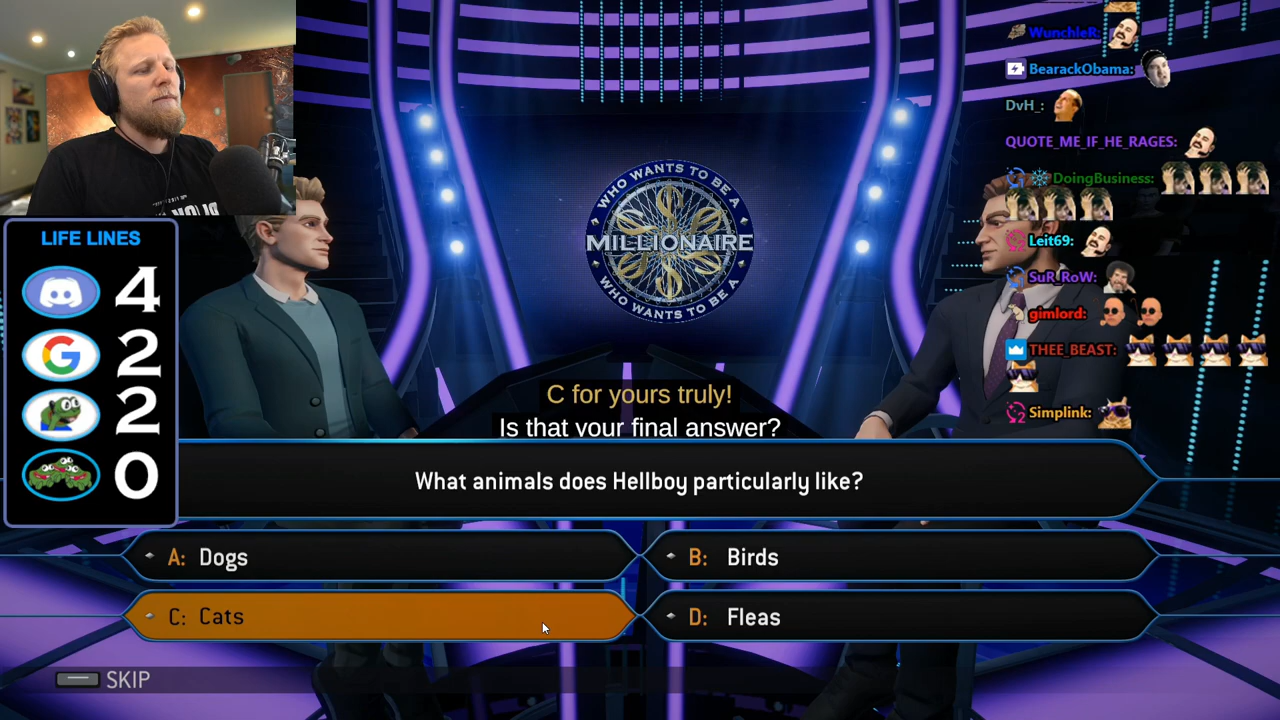 WunchleR:
BearackObama:
DvH_:
QUOTE_ME_IF_HE_RAGES:
DoingBusiness:
Leit69:
SuR_RoW:
gimlord:
THEE_BEAST:
Simplink:
LIFE LINES
4
2
2
0
WHO WANTS TO BE A
MILLIONAIRE
WHO WANTS TO BE A
C for yours truly!
Is that your final answer?
What animals does Hellboy particularly like?
A: Dogs
B: Birds
C: Cats
D: Fleas
SKIP